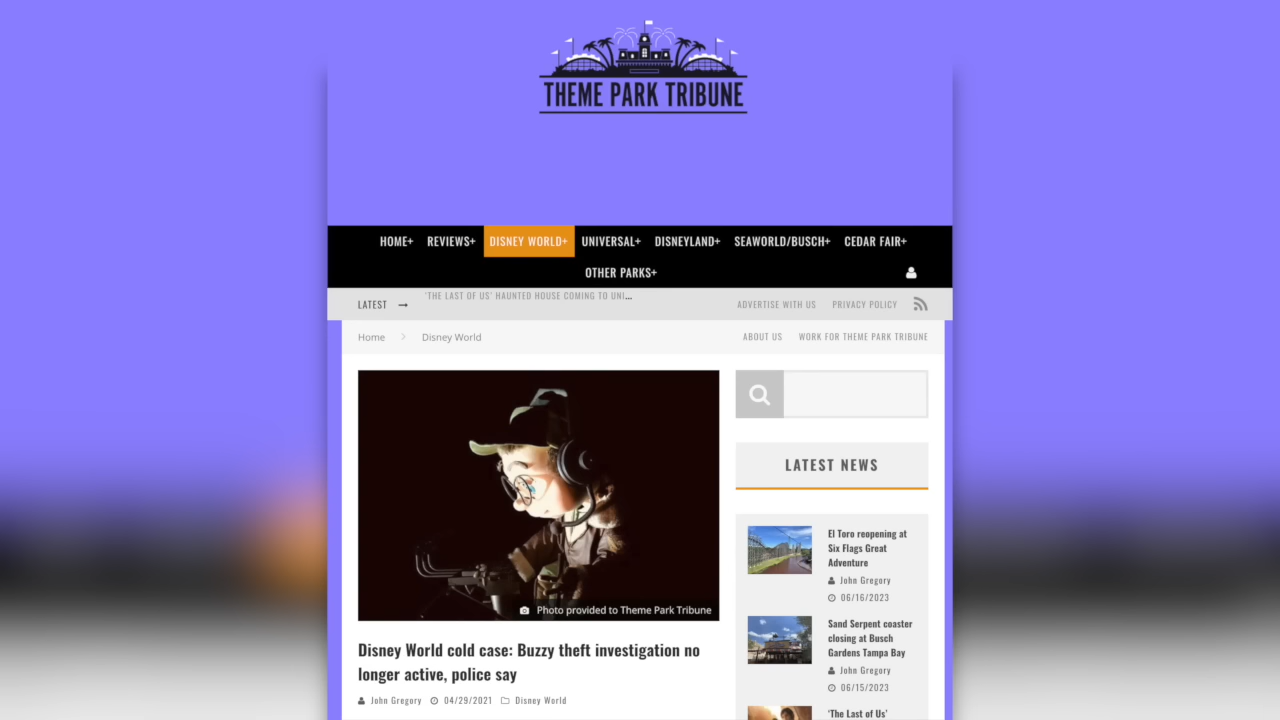 THEME PARK TRIBUNE
HOME+ REVIEWS+ DISNEY WORLD+ UNIVERSAL+ DISNEYLAND+ SEAWORLD/BUSCH+ CEDAR FAIR+
OTHER PARKS+
LATEST → 'THE LAST OF US' HAUNTED HOUSE COMING TO UNI... ADVERTISE WITH US PRIVACY POLICY
Home > Disney World ABOUT US WORK FOR THEME PARK TRIBUNE
Photo provided to Theme Park Tribune
Disney World cold case: Buzzy theft investigation no
longer active, police say
John Gregory 04/29/2021 Disney World
LATEST NEWS
El Toro reopening at
Six Flags Great
Adventure
John Gregory
06/16/2023
Sand Serpent coaster
closing at Busch
Gardens Tampa Bay
John Gregory
06/15/2023
'The Last of Us'